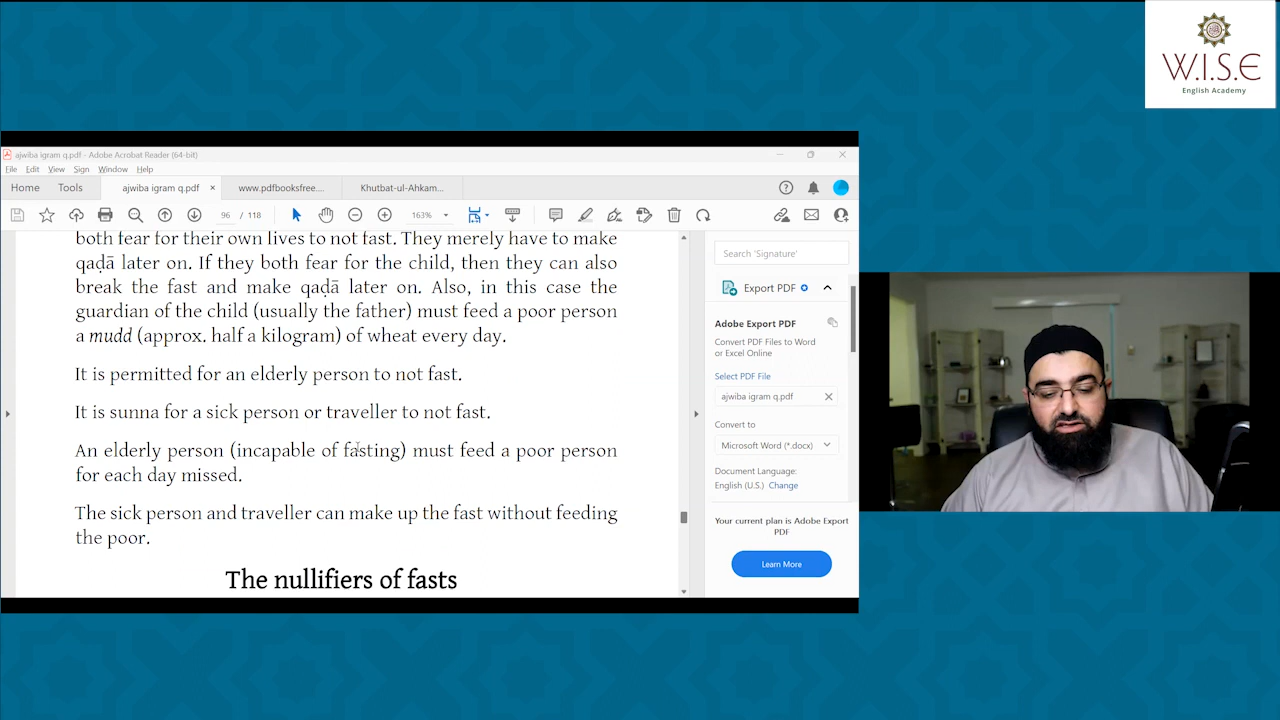 W.I.S.E
English Academy
ajwiba igram q.pdf - Adobe Acrobat Reader (64-bit)
File Edit View Sign Window Help
Home Tools ajwiba igram q.pdf × www.pdfbooksfree.... Khutbat-ul-Ahkam...
96 / 118 163%
both fear for their own lives to not fast. They merely have to make
qaḍā later on. If they both fear for the child, then they can also
break the fast and make qaḍā later on. Also, in this case the
guardian of the child (usually the father) must feed a poor person
a mudd (approx. half a kilogram) of wheat every day.
It is permitted for an elderly person to not fast.
It is sunna for a sick person or traveller to not fast.
An elderly person (incapable of fasting) must feed a poor person
for each day missed.
The sick person and traveller can make up the fast without feeding
the poor.
The nullifiers of fasts
Search 'Signature'
Export PDF
Adobe Export PDF
Convert PDF Files to Word
or Excel Online
Select PDF File
ajwiba igram q.pdf
Convert to
Microsoft Word (*.docx)
Document Language:
English (U.S.) Change
Your current plan is Adobe Export
PDF
Learn More